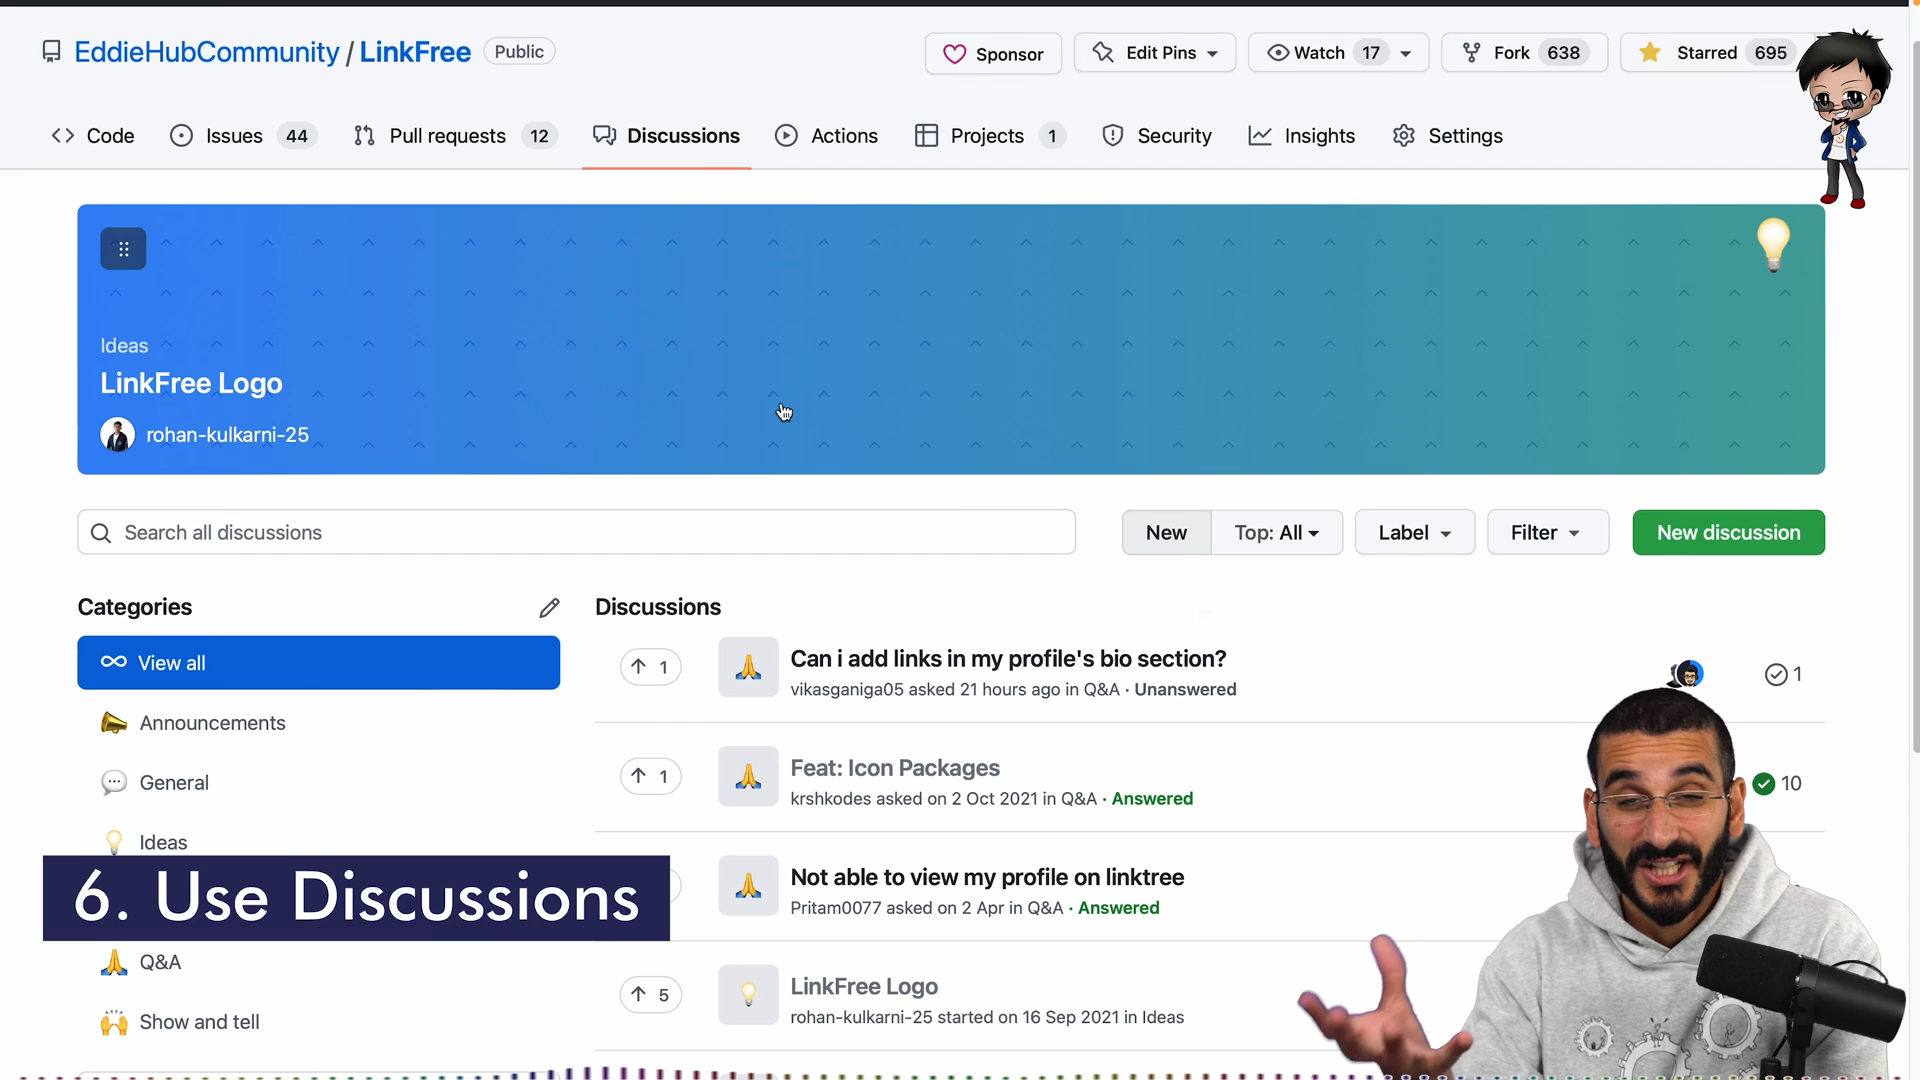 EddieHubCommunity / LinkFree Public
Sponsor Edit Pins Watch 17 Fork 638 Starred 695
Code Issues 44 Pull requests 12 Discussions Actions Projects 1 Security Insights Settings
Ideas
LinkFree Logo
rohan-kulkarni-25
Search all discussions New Top: All Label Filter New discussion
Categories
View all
Announcements
General
Ideas
6. Use Discussions
Q&A
Show and tell
Discussions
1 Can i add links in my profile's bio section? 1
vikasganiga05 asked 21 hours ago in Q&A · Unanswered
1 Feat: Icon Packages 10
krshkodes asked on 2 Oct 2021 in Q&A · Answered
Not able to view my profile on linktree
Pritam0077 asked on 2 Apr in Q&A · Answered
5 LinkFree Logo
rohan-kulkarni-25 started on 16 Sep 2021 in Ideas